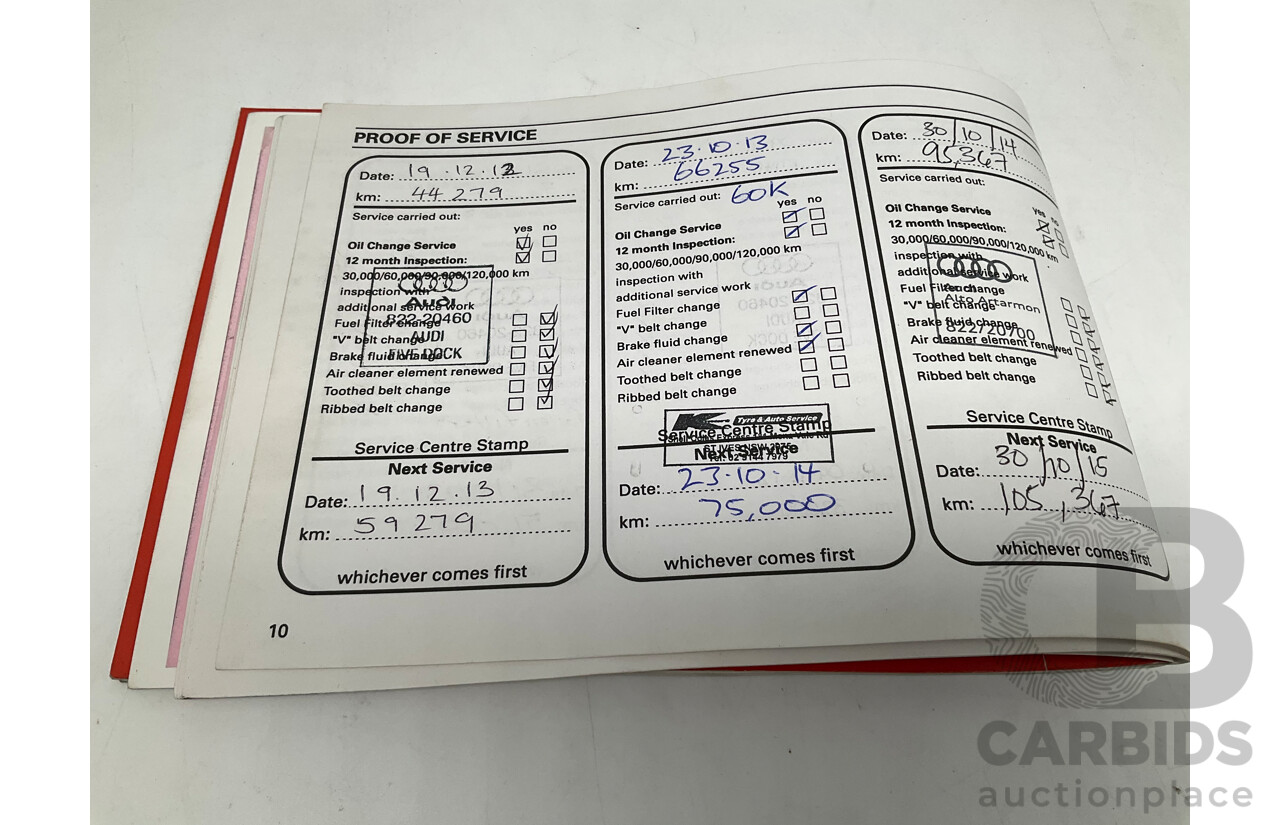 PROOF OF SERVICE
Date: 19.12.12
km: 44 279
Service carried out:
yes no
Oil Change Service
12 month Inspection:
30,000/60,000/90,000/120,000 km
inspection with
additional service work
Fuel Filter change
"V" belt change
Brake fluid change
Air cleaner element renewed
Toothed belt change
Ribbed belt change
Audi
822-20460
AUDI
FIVE DOCK
Service Centre Stamp
Next Service
Date: 19.12.13
km: 59279
whichever comes first
Date: 23.10.13
km: 66255
Service carried out: 60K
yes no
Oil Change Service
12 month Inspection:
30,000/60,000/90,000/120,000 km
inspection with
additional service work
Fuel Filter change
"V" belt change
Brake fluid change
Air cleaner element renewed
Toothed belt change
Ribbed belt change
K Tyre & Auto Service
Service Centre Stamp
ST IVES NSW 2075
Next Service
Date: 23.10.14
km: 75,000
whichever comes first
Date: 30/10/14
km: 95,367
Service carried out:
yes no
Oil Change Service
12 month Inspection:
30,000/60,000/90,000/120,000 km
inspection with
additional service work
Fuel Filter change
"V" belt change
Brake fluid change
Air cleaner element renewed
Toothed belt change
Ribbed belt change
Audi
Alto Artarmon
822/20700
Service Centre Stamp
Next Service
Date: 30/10/15
km: 105,367
whichever comes first
10
CARBIDS
auctionplace